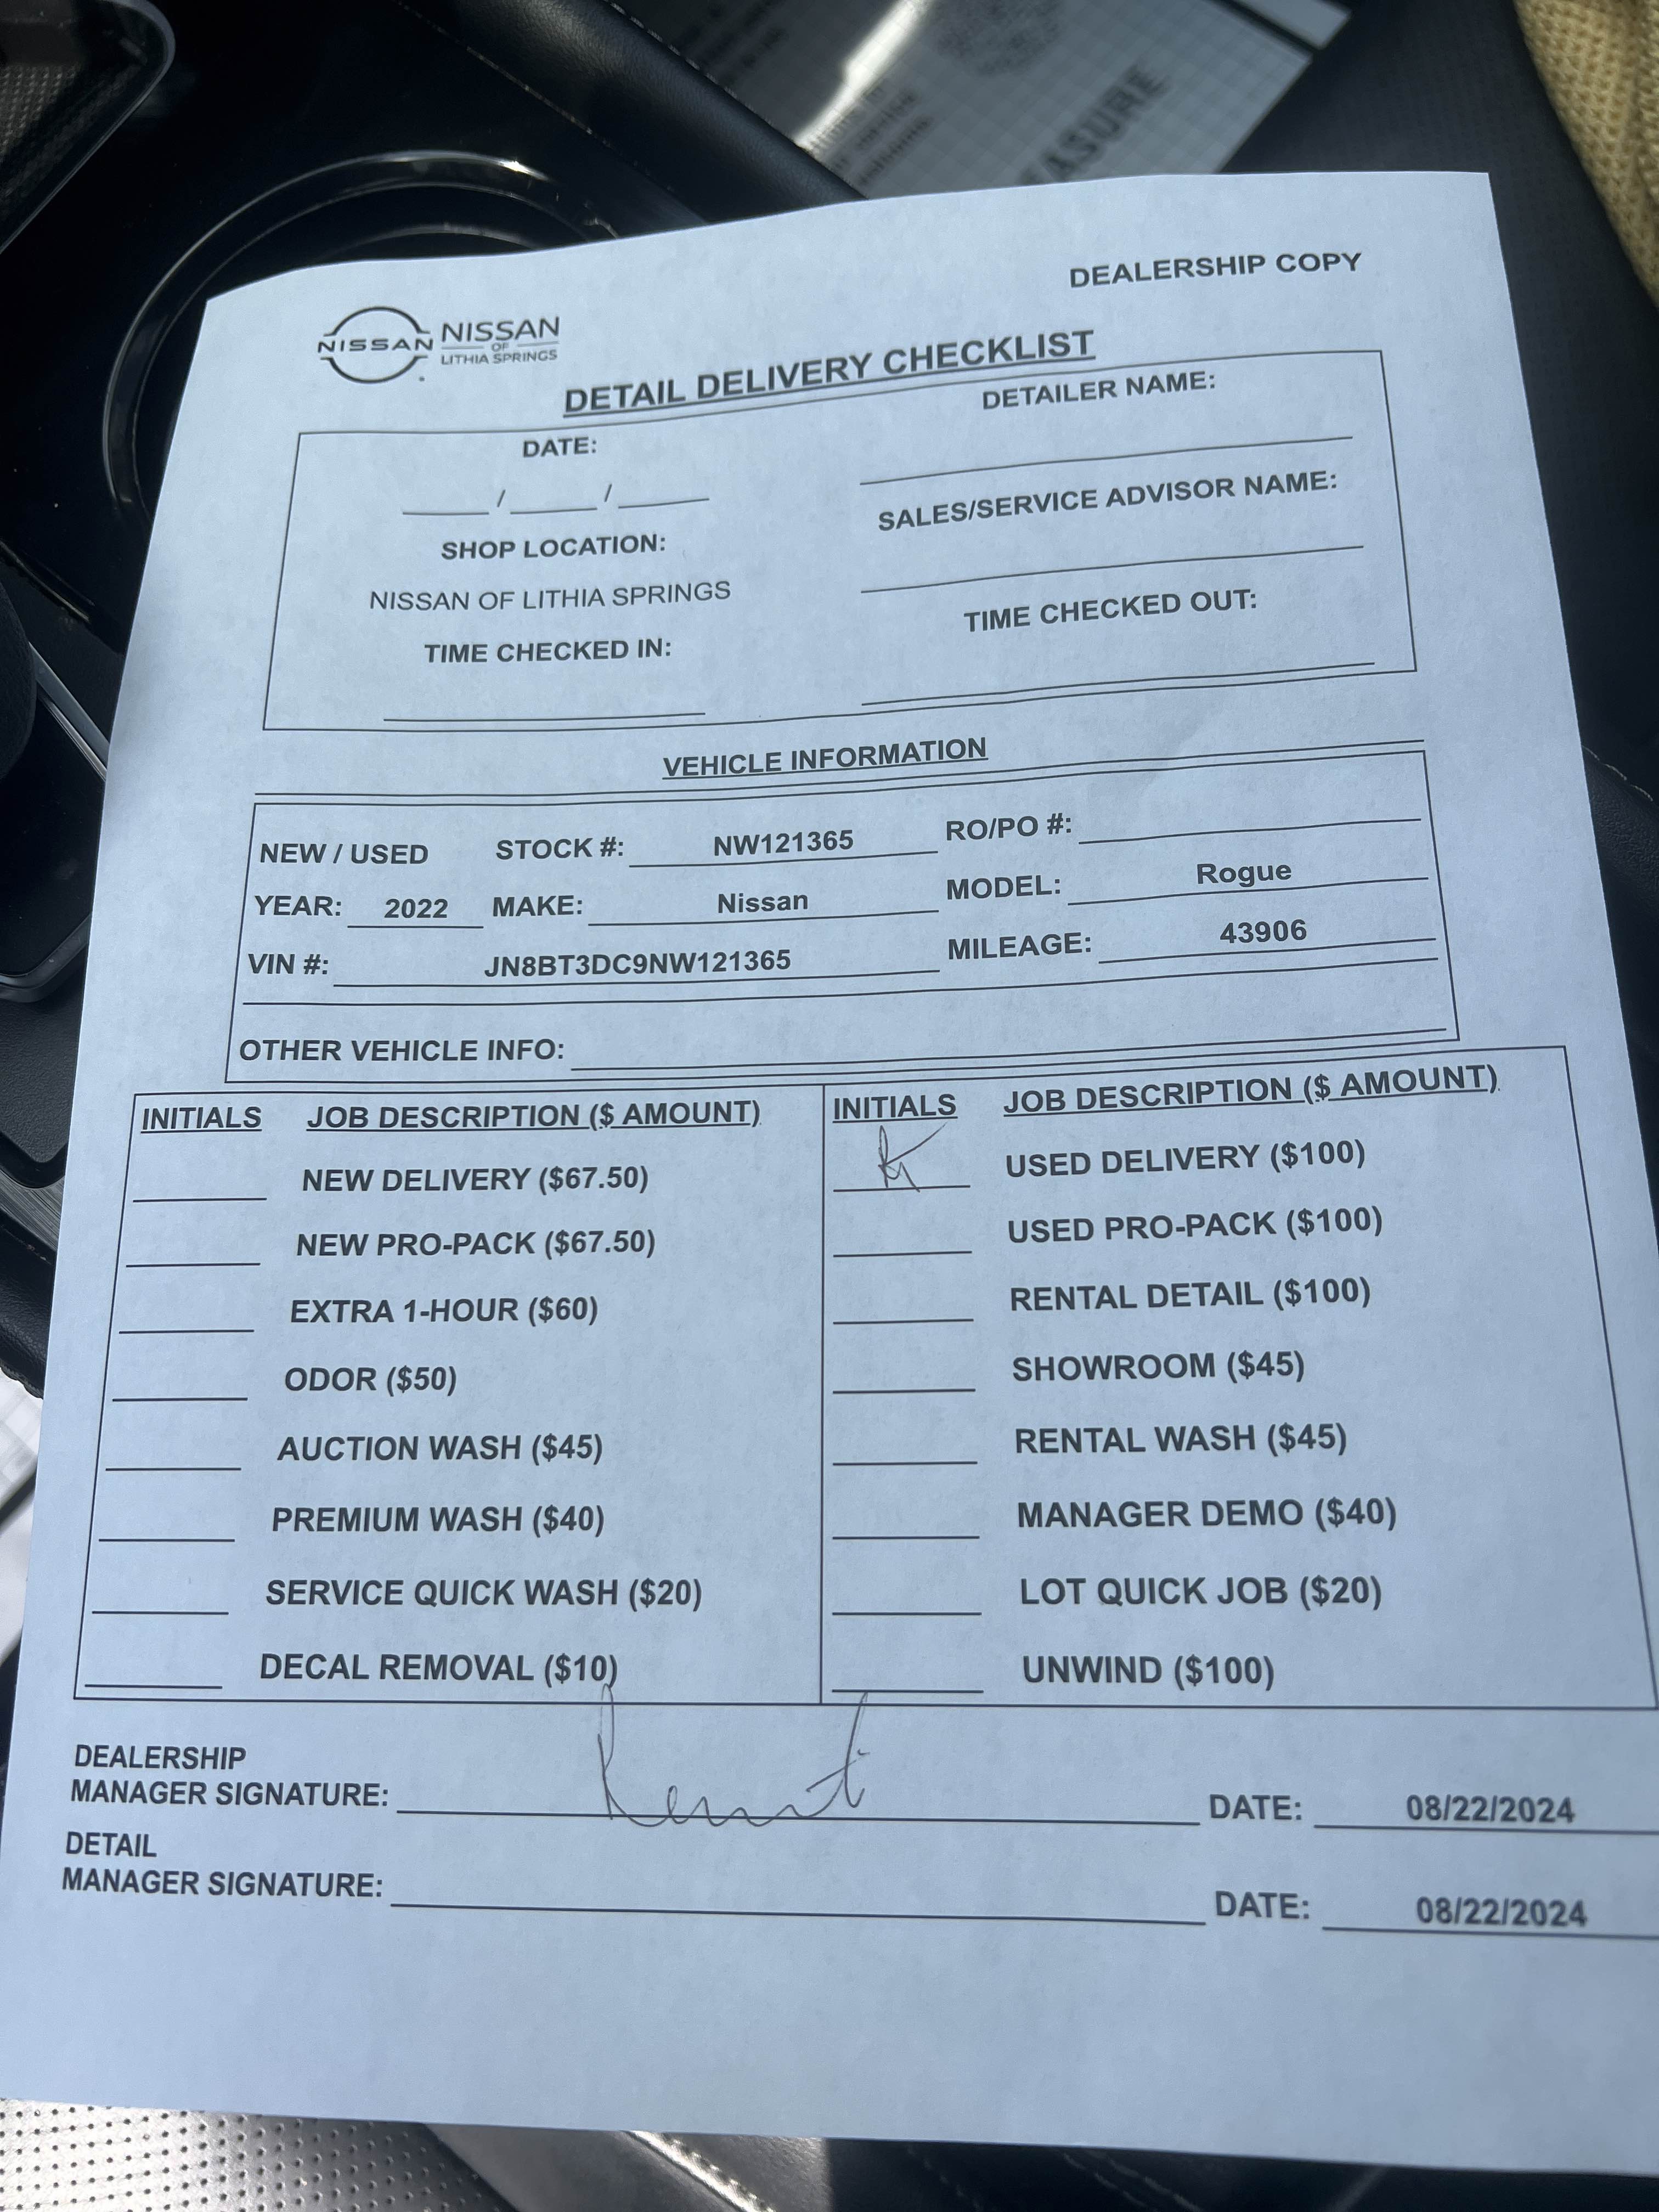 ASURE
DEALERSHIP COPY
NISSAN NISSAN
OF
LITHIA SPRINGS
DETAIL DELIVERY CHECKLIST
DATE:
____/____/____
DETAILER NAME:
SHOP LOCATION:
SALES/SERVICE ADVISOR NAME:
NISSAN OF LITHIA SPRINGS
TIME CHECKED IN:
TIME CHECKED OUT:
VEHICLE INFORMATION
NEW / USED STOCK #: NW121365 RO/PO #:
YEAR: 2022 MAKE: Nissan MODEL: Rogue
VIN #: JN8BT3DC9NW121365 MILEAGE: 43906
OTHER VEHICLE INFO:
INITIALS JOB DESCRIPTION ($ AMOUNT)
NEW DELIVERY ($67.50)
NEW PRO-PACK ($67.50)
EXTRA 1-HOUR ($60)
ODOR ($50)
AUCTION WASH ($45)
PREMIUM WASH ($40)
SERVICE QUICK WASH ($20)
DECAL REMOVAL ($10)
INITIALS JOB DESCRIPTION ($ AMOUNT)
USED DELIVERY ($100)
USED PRO-PACK ($100)
RENTAL DETAIL ($100)
SHOWROOM ($45)
RENTAL WASH ($45)
MANAGER DEMO ($40)
LOT QUICK JOB ($20)
UNWIND ($100)
DEALERSHIP
MANAGER SIGNATURE: DATE: 08/22/2024
DETAIL
MANAGER SIGNATURE: DATE: 08/22/2024